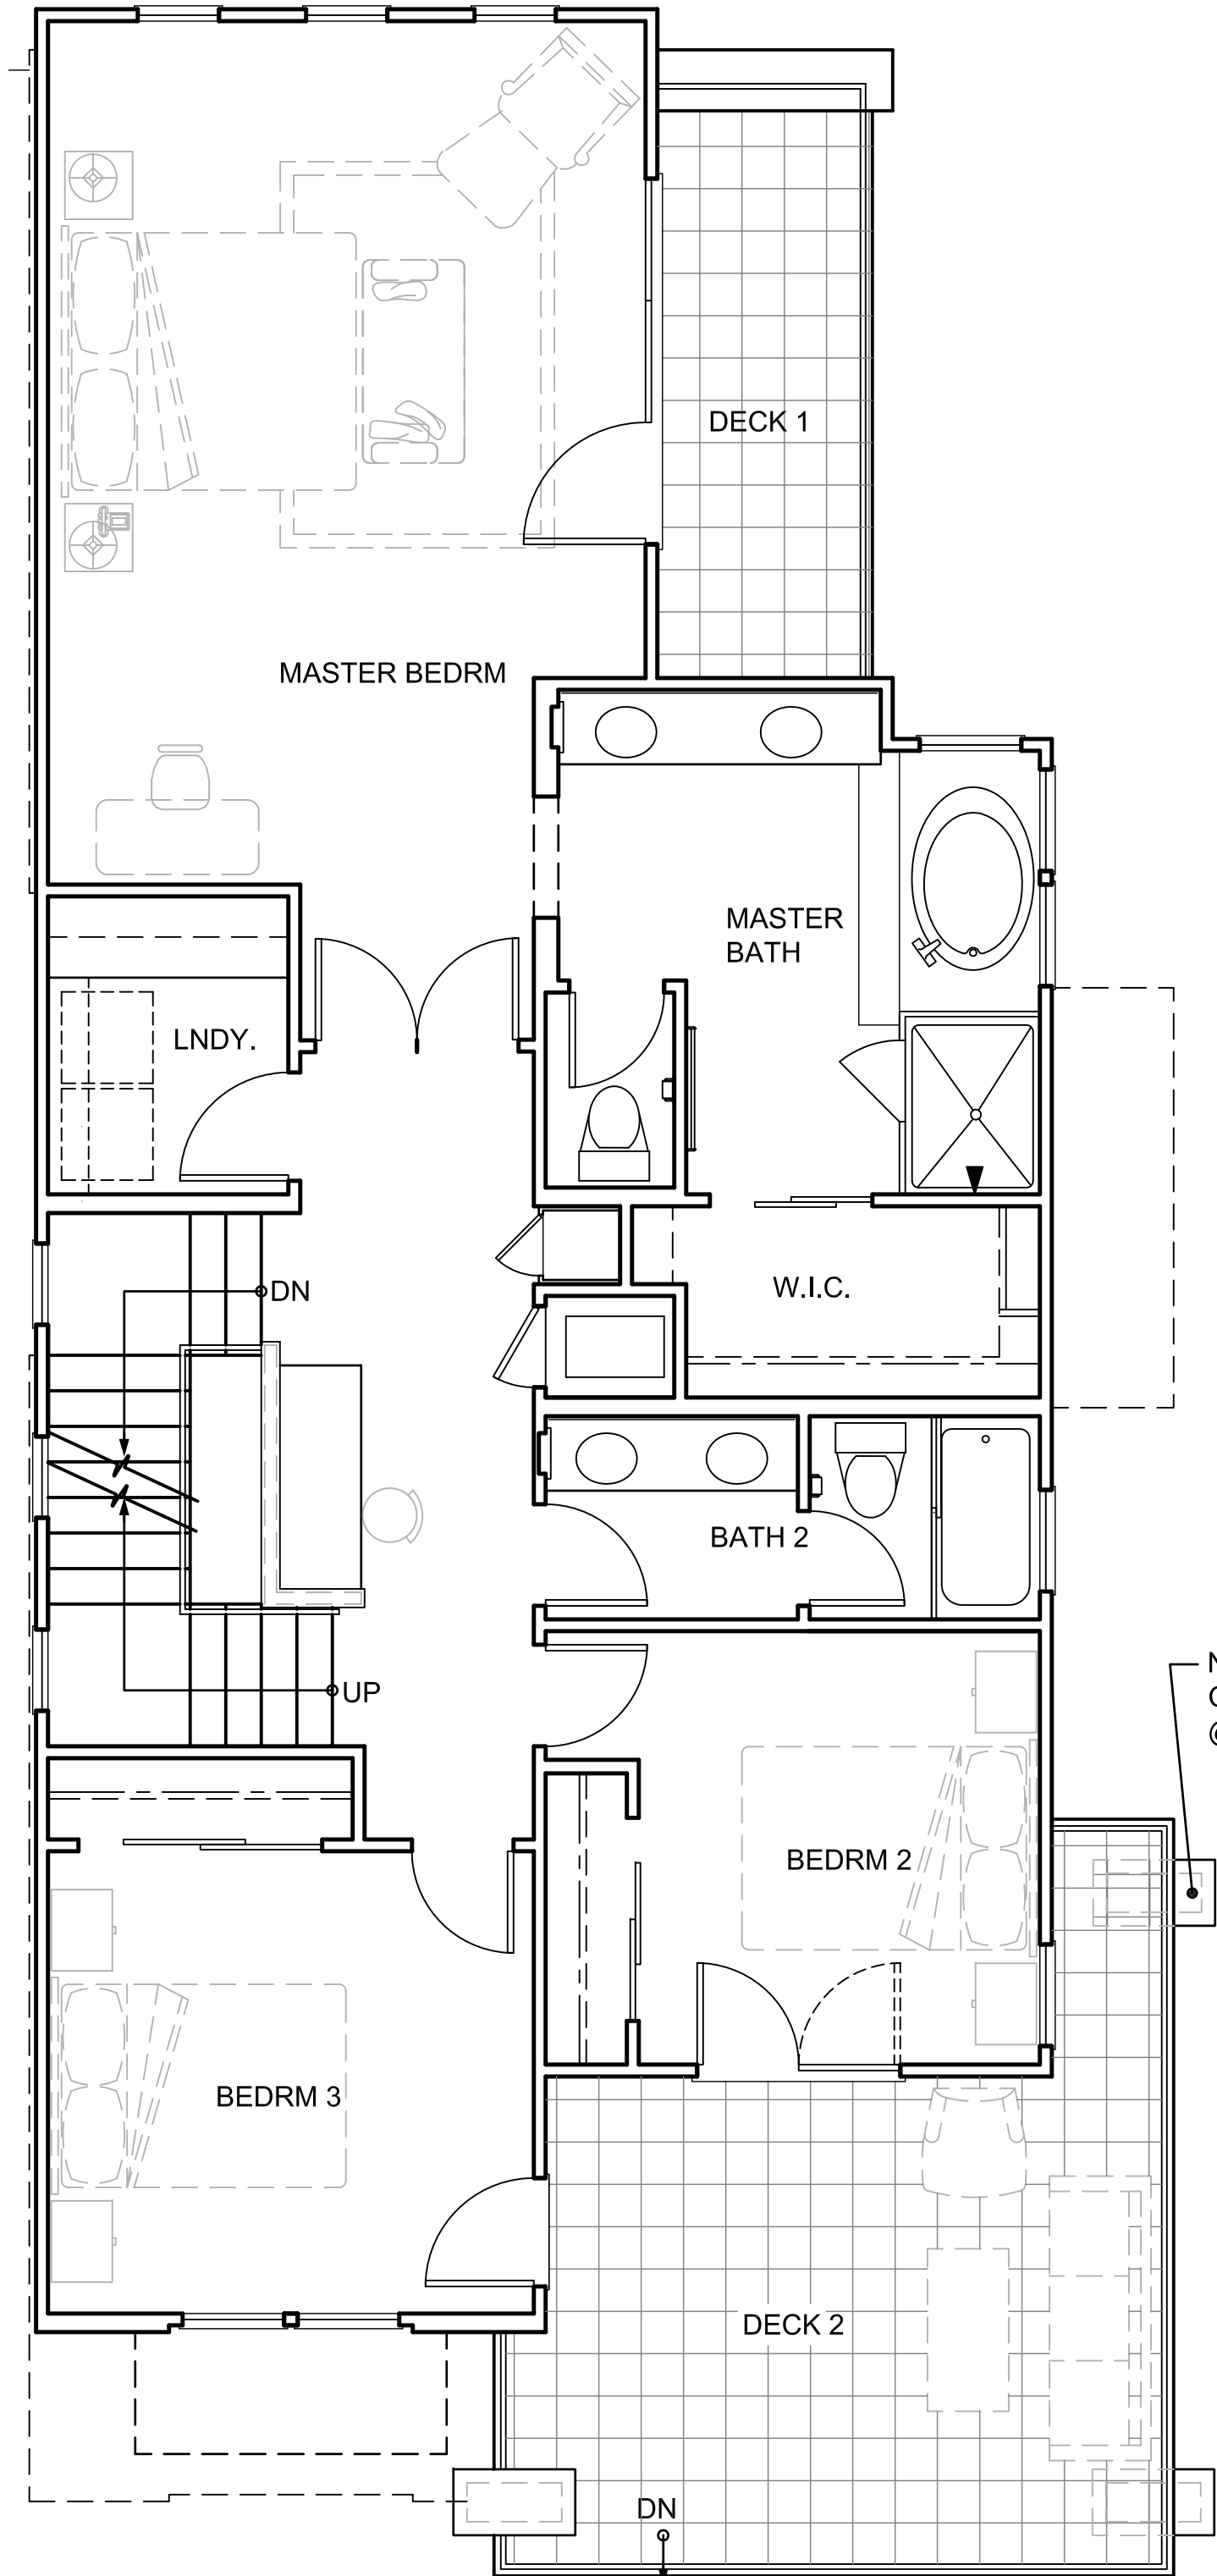 DECK 1
MASTER BEDRM
MASTER
BATH
LNDY.
DN
W.I.C.
BATH 2
UP
BEDRM 2
BEDRM 3
DECK 2
DN